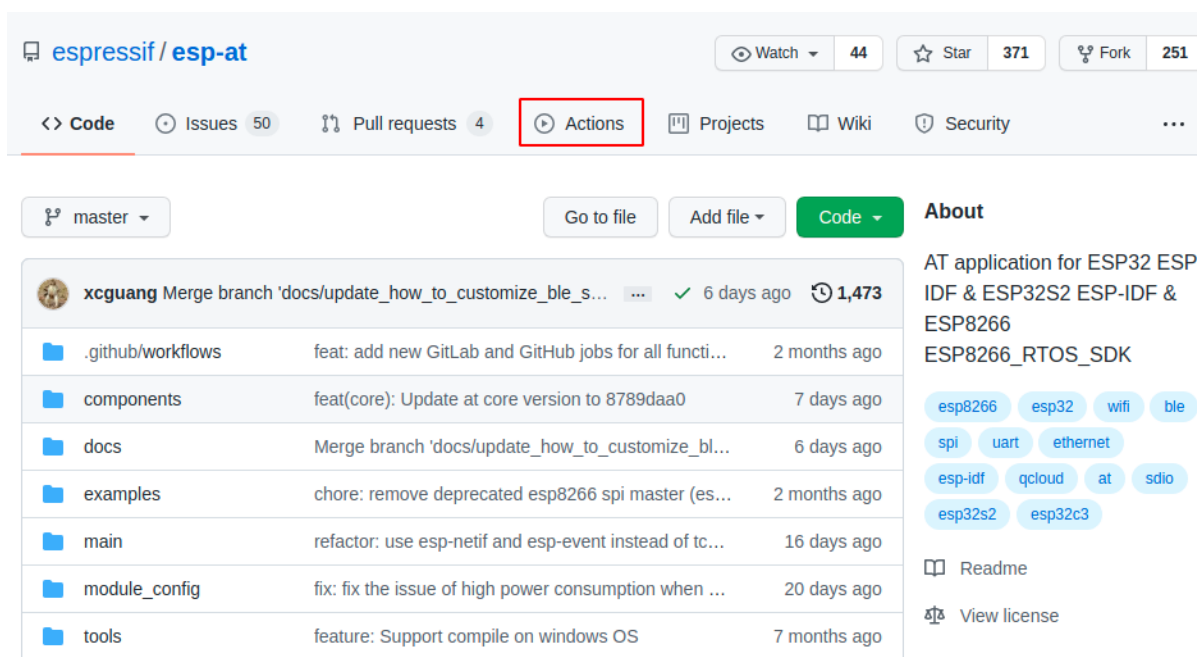 espressif / esp-at
Watch 44 Star 371 Fork 251
Code Issues 50 Pull requests 4 Actions Projects Wiki Security ...
master Go to file Add file Code
xcguang Merge branch 'docs/update_how_to_customize_ble_s... ... 6 days ago 1,473
.github/workflows feat: add new GitLab and GitHub jobs for all functi... 2 months ago
components feat(core): Update at core version to 8789daa0 7 days ago
docs Merge branch 'docs/update_how_to_customize_bl... 6 days ago
examples chore: remove deprecated esp8266 spi master (es... 2 months ago
main refactor: use esp-netif and esp-event instead of tc... 16 days ago
module_config fix: fix the issue of high power consumption when ... 20 days ago
tools feature: Support compile on windows OS 7 months ago
About
AT application for ESP32 ESP
IDF & ESP32S2 ESP-IDF &
ESP8266
ESP8266_RTOS_SDK
esp8266 esp32 wifi ble
spi uart ethernet
esp-idf qcloud at sdio
esp32s2 esp32c3
Readme
View license